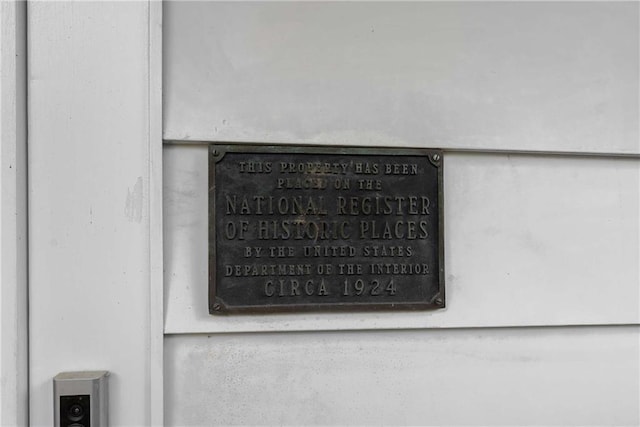 THIS PROPERTY HAS BEEN
PLACED ON THE
NATIONAL REGISTER
OF HISTORIC PLACES
BY THE UNITED STATES
DEPARTMENT OF THE INTERIOR
CIRCA 1924